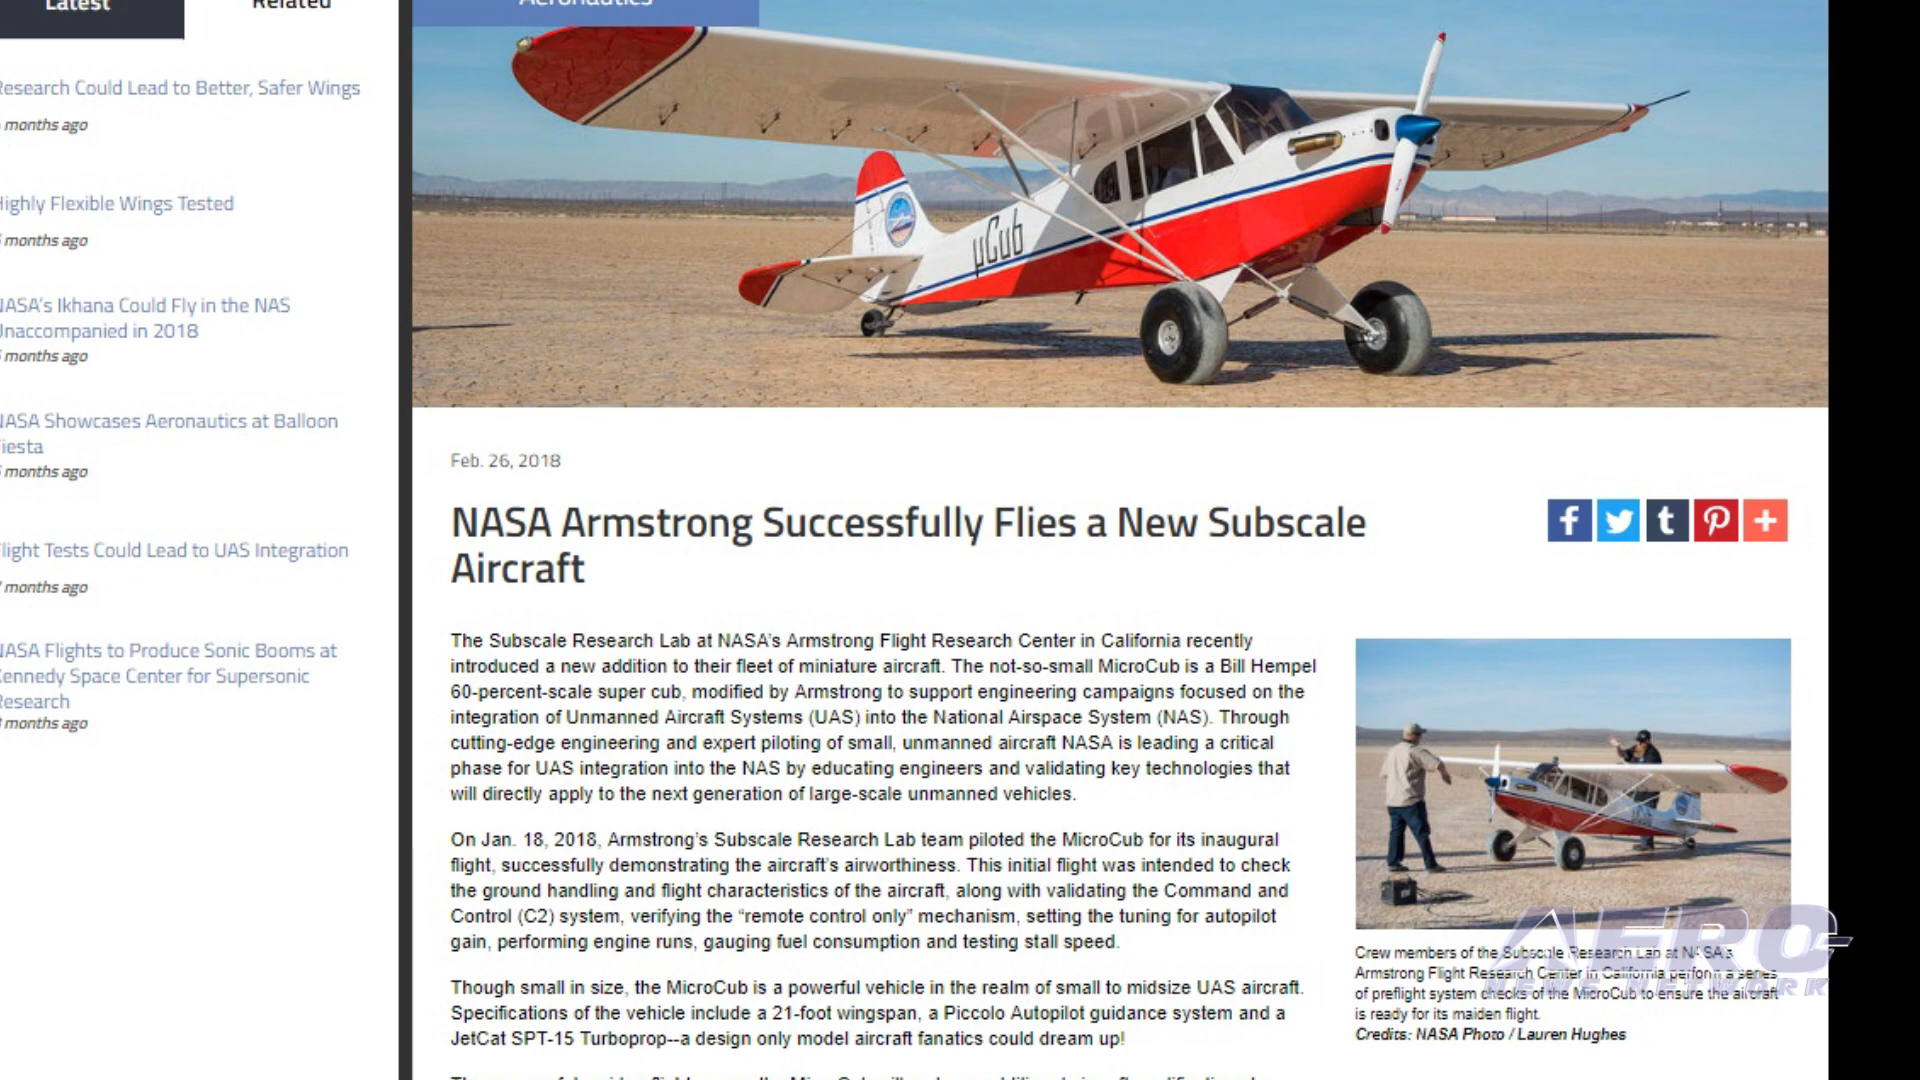 Latest
Related
Research Could Lead to Better, Safer Wings
months ago
Highly Flexible Wings Tested
months ago
NASA's Ikhana Could Fly in the NAS
Unaccompanied in 2018
months ago
NASA Showcases Aeronautics at Balloon
Fiesta
months ago
Flight Tests Could Lead to UAS Integration
months ago
NASA Flights to Produce Sonic Booms at
Kennedy Space Center for Supersonic
Research
months ago
Aeronautics
µCub
Feb. 26, 2018
NASA Armstrong Successfully Flies a New Subscale
Aircraft
The Subscale Research Lab at NASA's Armstrong Flight Research Center in California recently
introduced a new addition to their fleet of miniature aircraft. The not-so-small MicroCub is a Bill Hempel
60-percent-scale super cub, modified by Armstrong to support engineering campaigns focused on the
integration of Unmanned Aircraft Systems (UAS) into the National Airspace System (NAS). Through
cutting-edge engineering and expert piloting of small, unmanned aircraft NASA is leading a critical
phase for UAS integration into the NAS by educating engineers and validating key technologies that
will directly apply to the next generation of large-scale unmanned vehicles.
On Jan. 18, 2018, Armstrong's Subscale Research Lab team piloted the MicroCub for its inaugural
flight, successfully demonstrating the aircraft's airworthiness. This initial flight was intended to check
the ground handling and flight characteristics of the aircraft, along with validating the Command and
Control (C2) system, verifying the “remote control only” mechanism, setting the tuning for autopilot
gain, performing engine runs, gauging fuel consumption and testing stall speed.
Though small in size, the MicroCub is a powerful vehicle in the realm of small to midsize UAS aircraft.
Specifications of the vehicle include a 21-foot wingspan, a Piccolo Autopilot guidance system and a
JetCat SPT-15 Turboprop--a design only model aircraft fanatics could dream up!
Crew members of the Subscale Research Lab at NASA's
Armstrong Flight Research Center in California perform a series
of preflight system checks of the MicroCub to ensure the aircraft
is ready for its maiden flight.
Credits: NASA Photo / Lauren Hughes
AERO
NEWS NETWORK